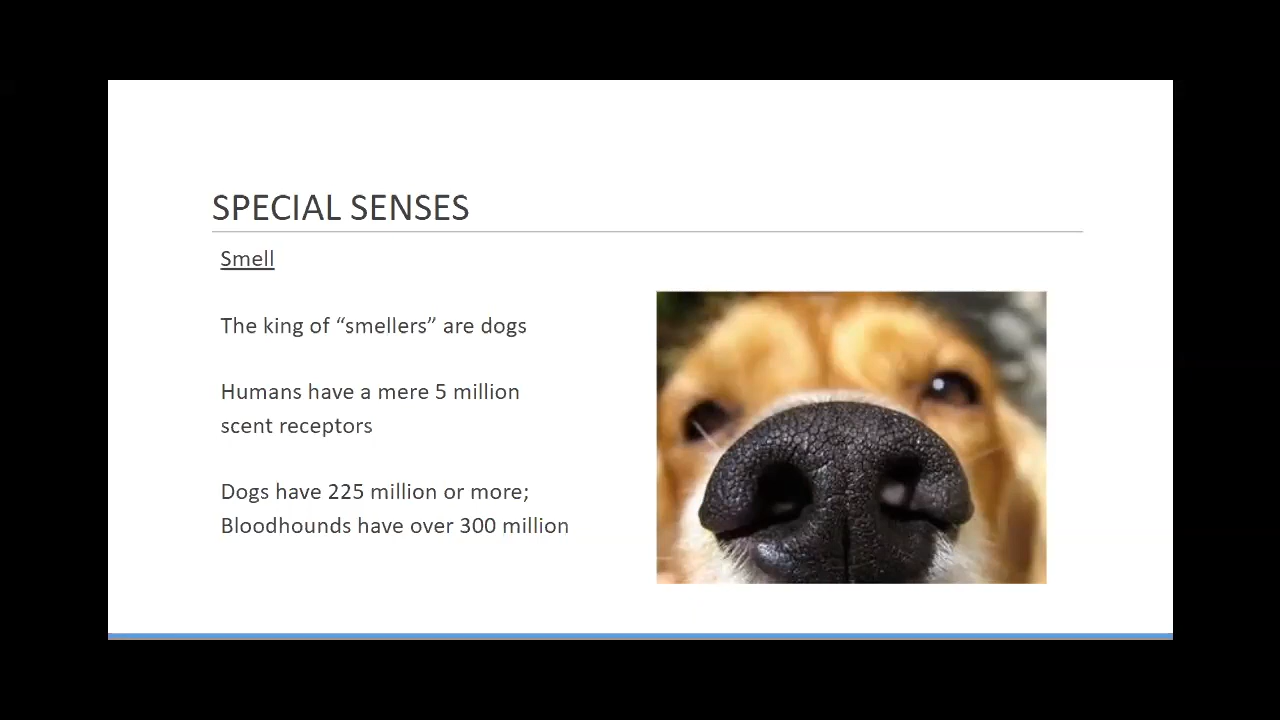 SPECIAL SENSES
Smell
The king of “smellers” are dogs
Humans have a mere 5 million
scent receptors
Dogs have 225 million or more;
Bloodhounds have over 300 million